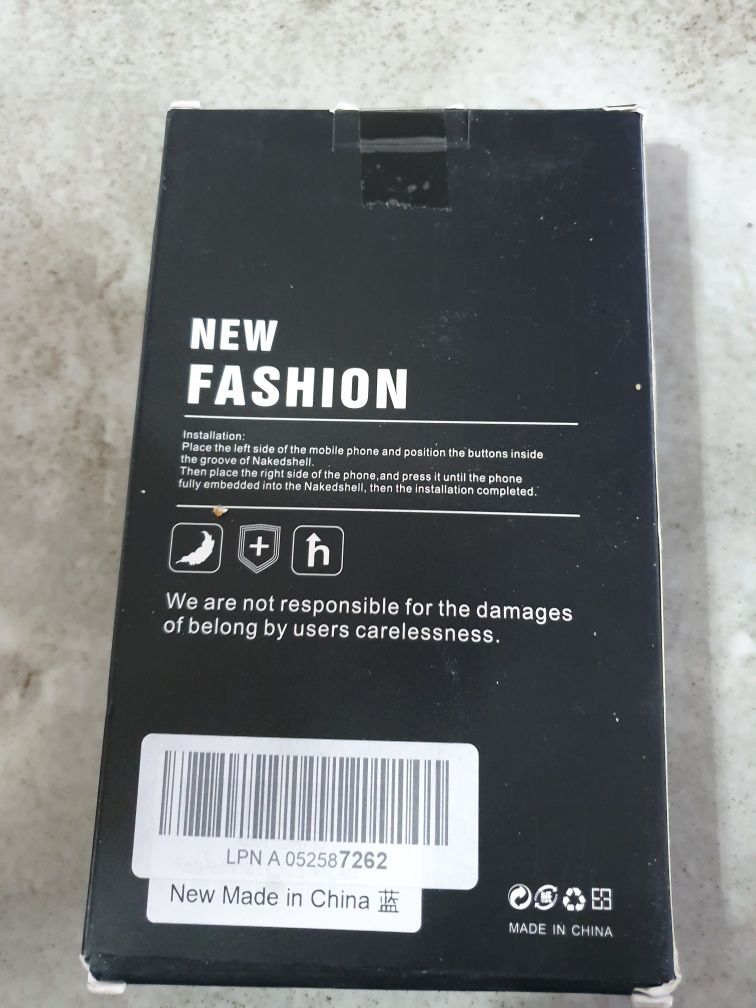 NEW
FASHION
Installation:
Place the left side of the mobile phone and position the buttons inside
the groove of Nakedshell.
Then place the right side of the phone,and press it until the phone
fully embedded into the Nakedshell, then the installation completed.
We are not responsible for the damages
of belong by users carelessness.
LPN A 052587262
New Made in China 蓝
MADE IN CHINA